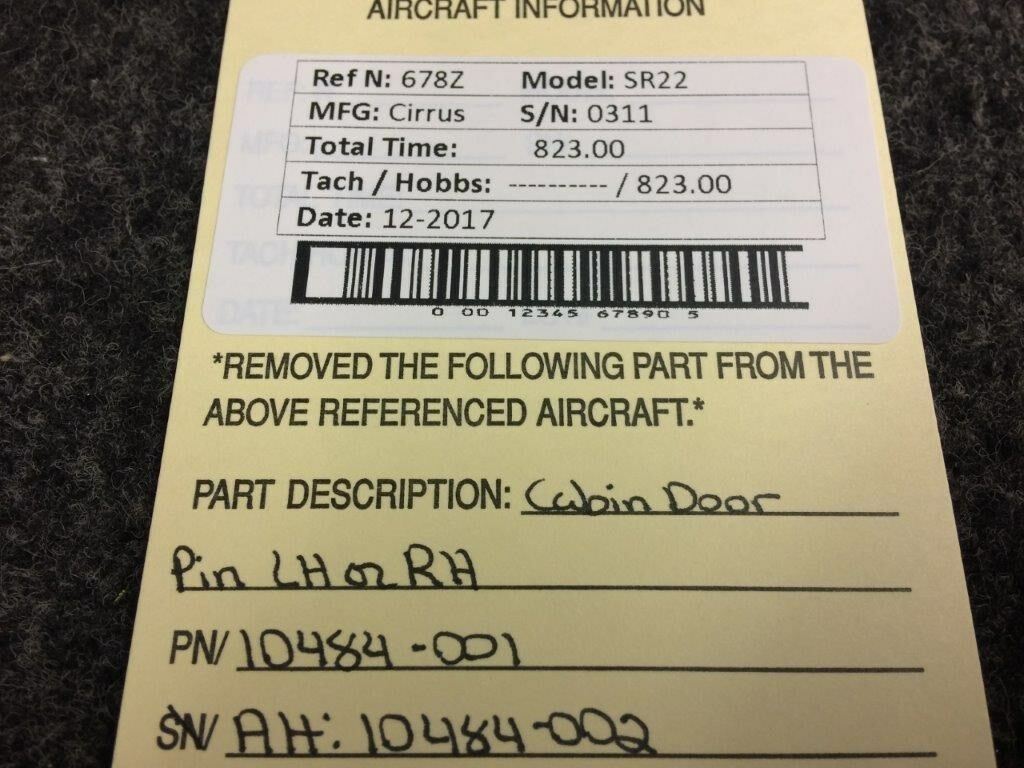 AIRCRAFT INFORMATION
Ref N: 678Z Model: SR22
MFG: Cirrus S/N: 0311
Total Time: 823.00
Tach / Hobbs: ---------- / 823.00
Date: 12-2017
0 00 12345 67890 5
*REMOVED THE FOLLOWING PART FROM THE
ABOVE REFERENCED AIRCRAFT.*
PART DESCRIPTION: Cabin Door
Pin LH or RH
PN/ 10484-001
SN/ AH: 10484-002